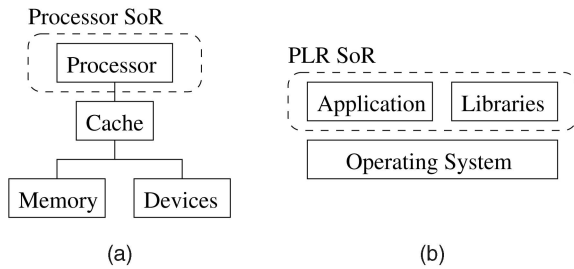 Processor SoR
Processor
Cache
Memory
Devices
(a)
PLR SoR
Application
Libraries
Operating System
(b)